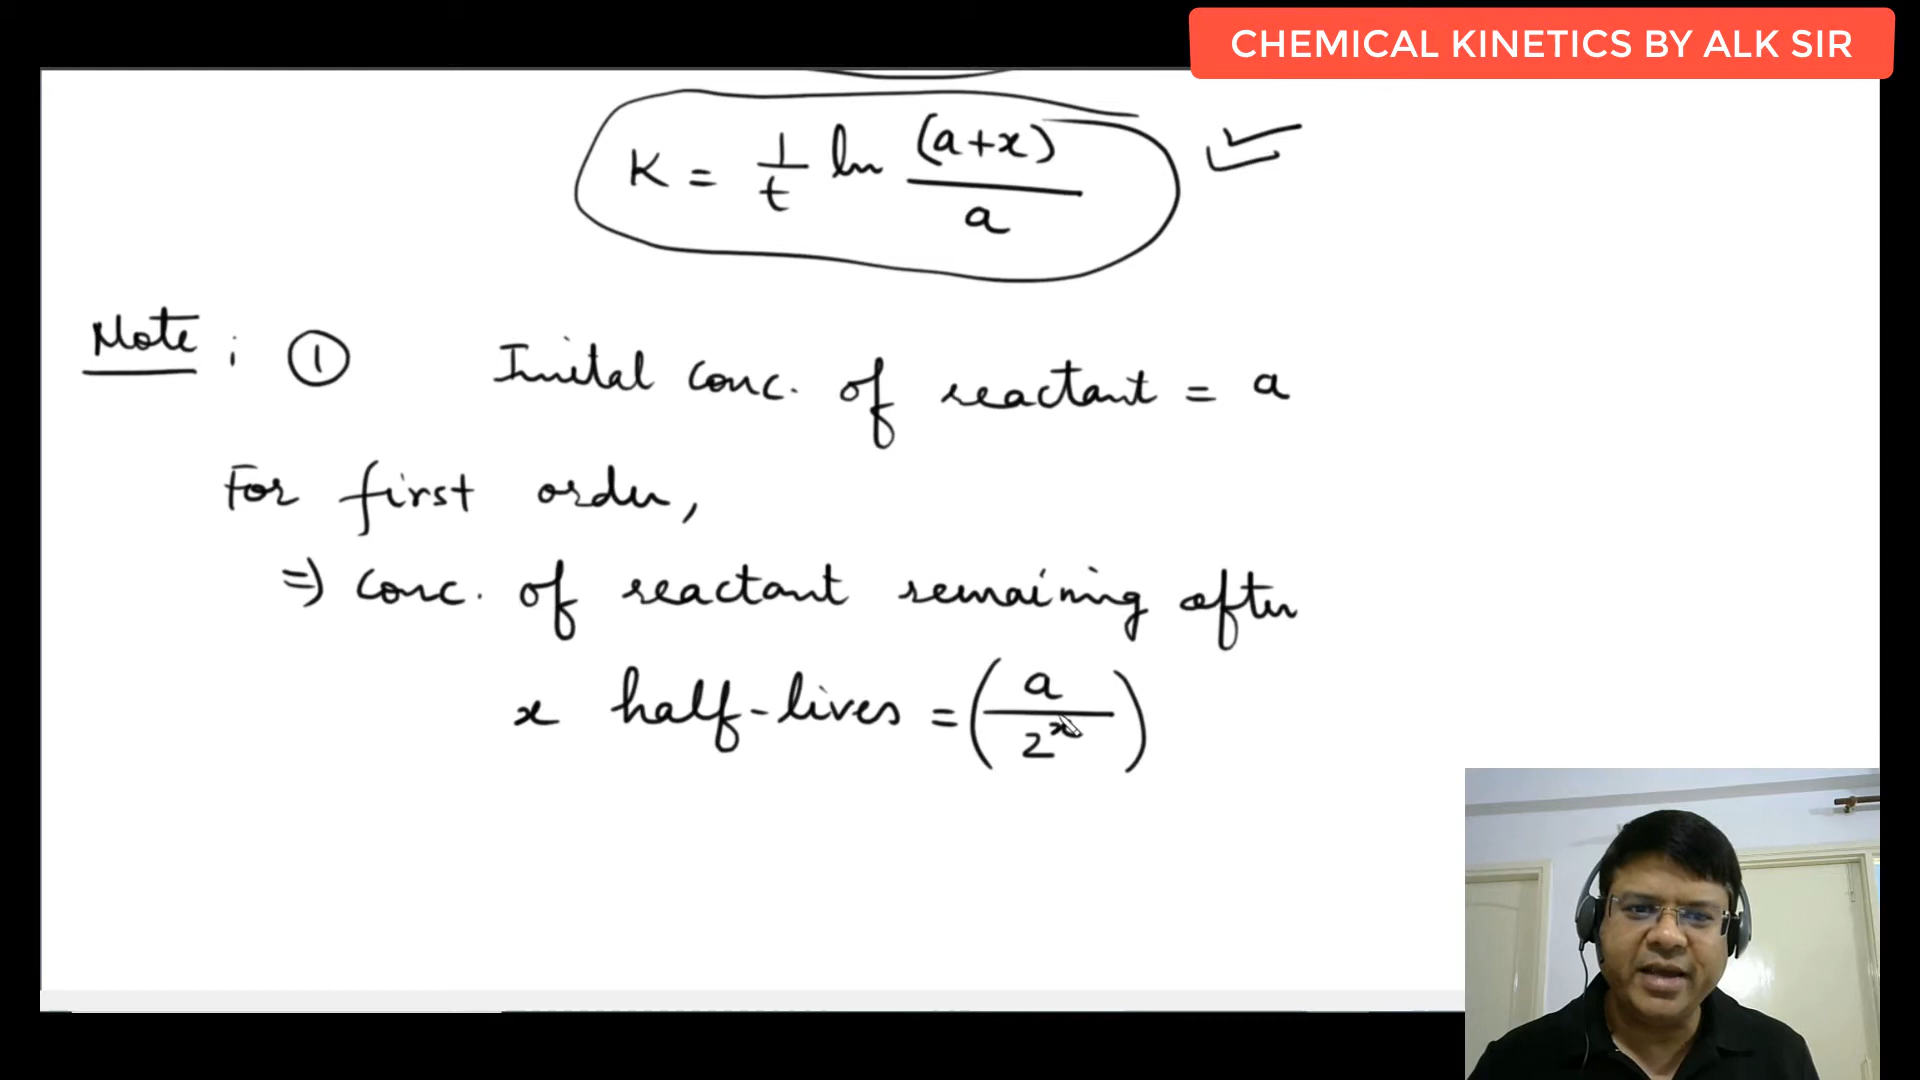 CHEMICAL KINETICS BY ALK SIR
K = 1/t ln (a+x)/a
Note : ① Inital conc. of reactant = a
For first order,
⇒ conc. of reactant remaining after
x half-lives = (a/2^x)